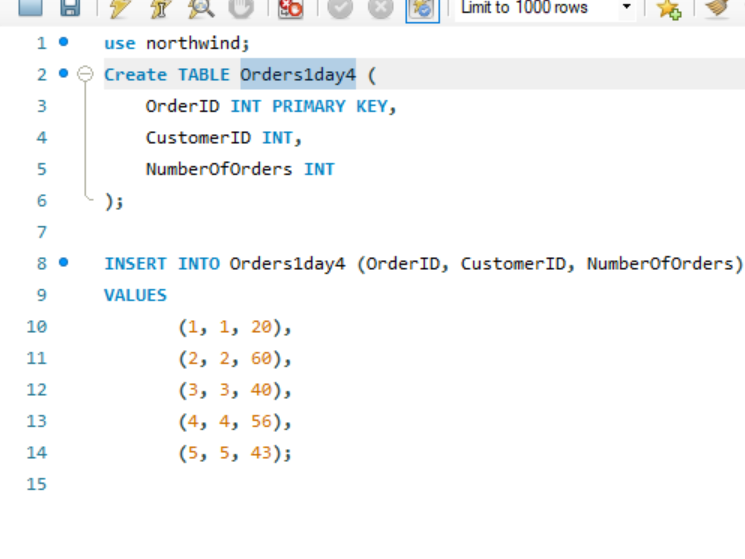 Limit to 1000 rows
1 use northwind;
2 Create TABLE Orders1day4 (
3 OrderID INT PRIMARY KEY,
4 CustomerID INT,
5 NumberOfOrders INT
6 );
7
8 INSERT INTO Orders1day4 (OrderID, CustomerID, NumberOfOrders)
9 VALUES
10 (1, 1, 20),
11 (2, 2, 60),
12 (3, 3, 40),
13 (4, 4, 56),
14 (5, 5, 43);
15